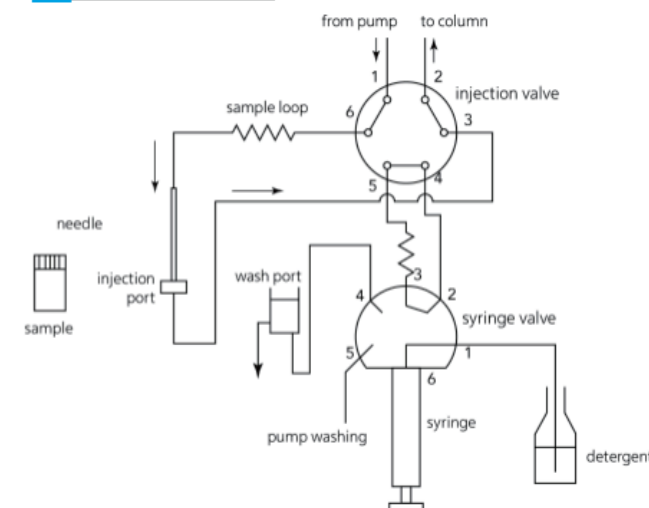 from pump
to column
1
2
injection valve
sample loop
6
3
5
4
needle
injection
port
wash port
sample
3
4
2
syringe valve
5
1
6
syringe
pump washing
detergent